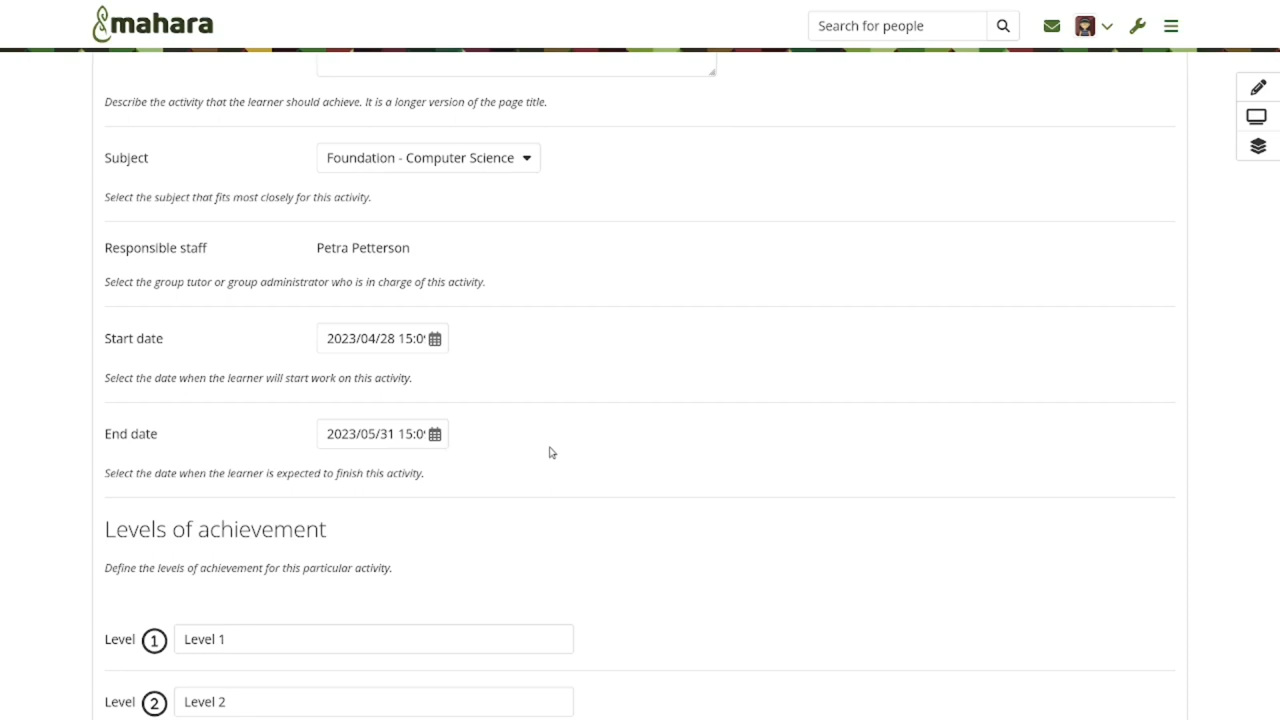 mahara
Search for people
Describe the activity that the learner should achieve. It is a longer version of the page title.
Subject
Foundation - Computer Science
Select the subject that fits most closely for this activity.
Responsible staff
Petra Petterson
Select the group tutor or group administrator who is in charge of this activity.
Start date
2023/04/28 15:0
Select the date when the learner will start work on this activity.
End date
2023/05/31 15:0
Select the date when the learner is expected to finish this activity.
Levels of achievement
Define the levels of achievement for this particular activity.
Level 1 Level 1
Level 2 Level 2